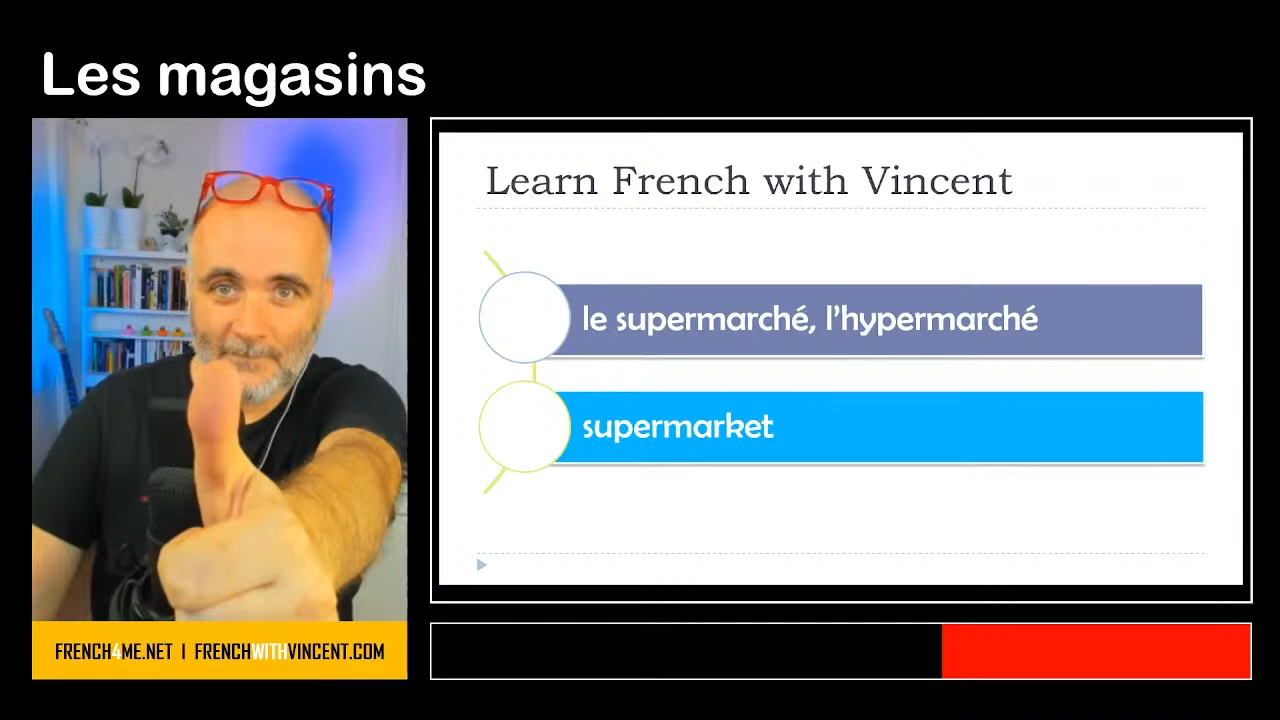 Les magasins
Learn French with Vincent
le supermarché, l'hypermarché
supermarket
FRENCH4ME.NET I FRENCHWITHVINCENT.COM